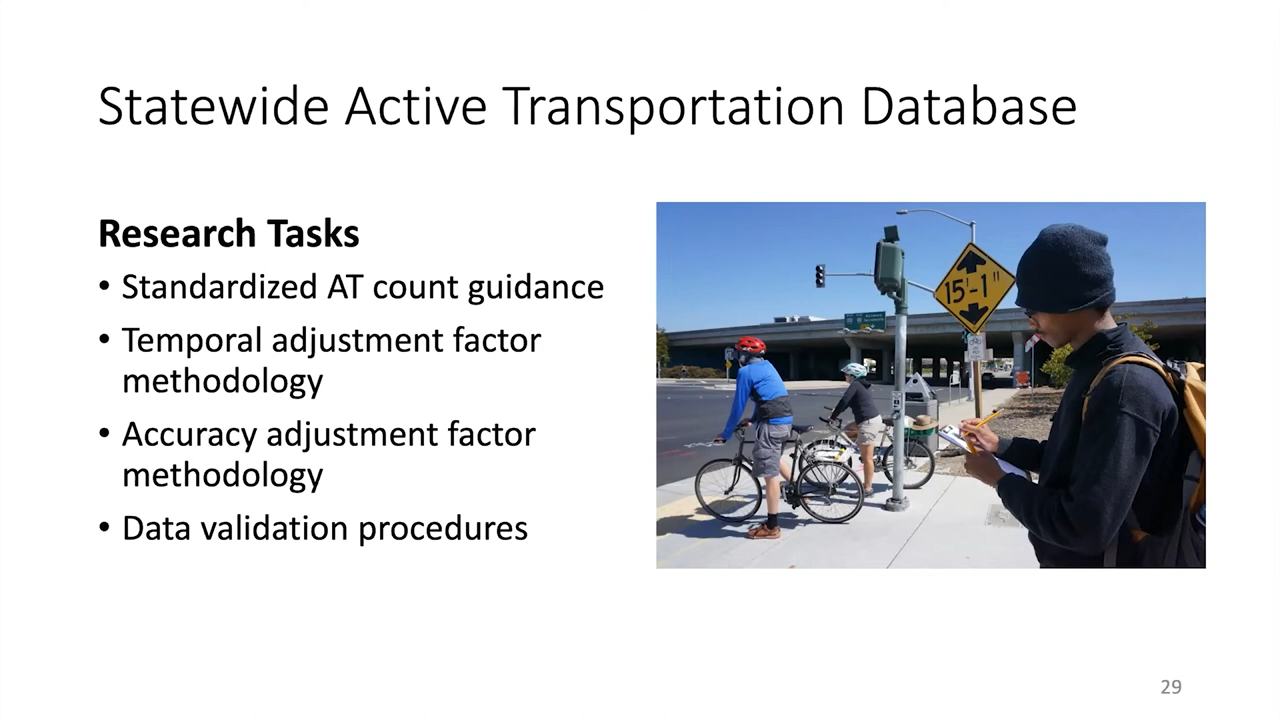 Statewide Active Transportation Database
Research Tasks
• Standardized AT count guidance
• Temporal adjustment factor
methodology
• Accuracy adjustment factor
methodology
• Data validation procedures
15'-1"
29